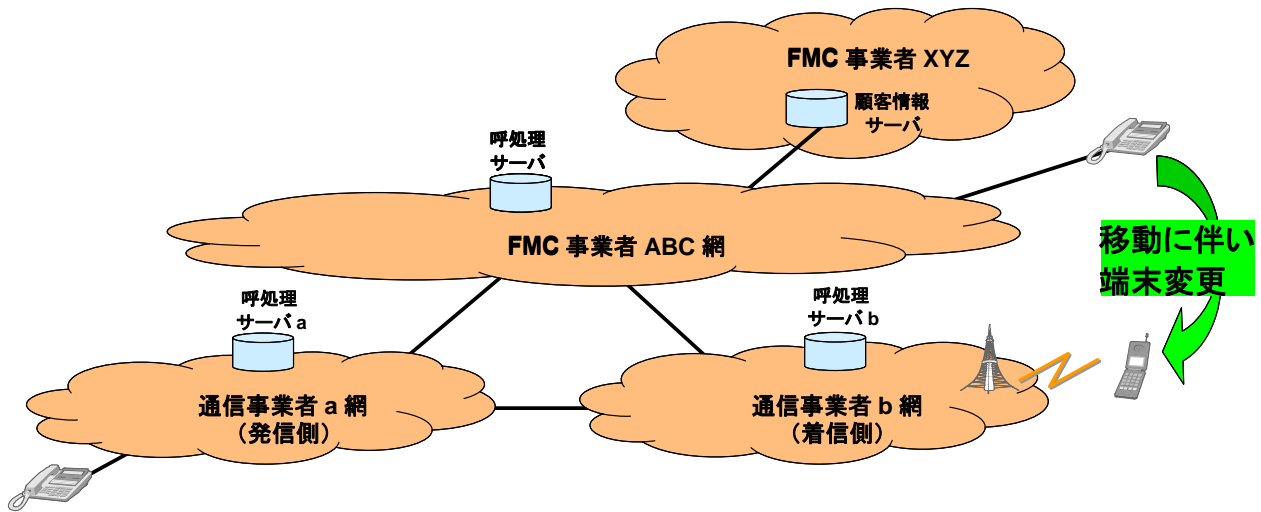 FMC 事業者 XYZ
顧客情報
サーバ
呼処理
サーバ
FMC 事業者 ABC 網
移動に伴い
端末変更
呼処理
サーバ a
呼処理
サーバ b
通信事業者 a 網
（発信側）
通信事業者 b 網
（着信側）